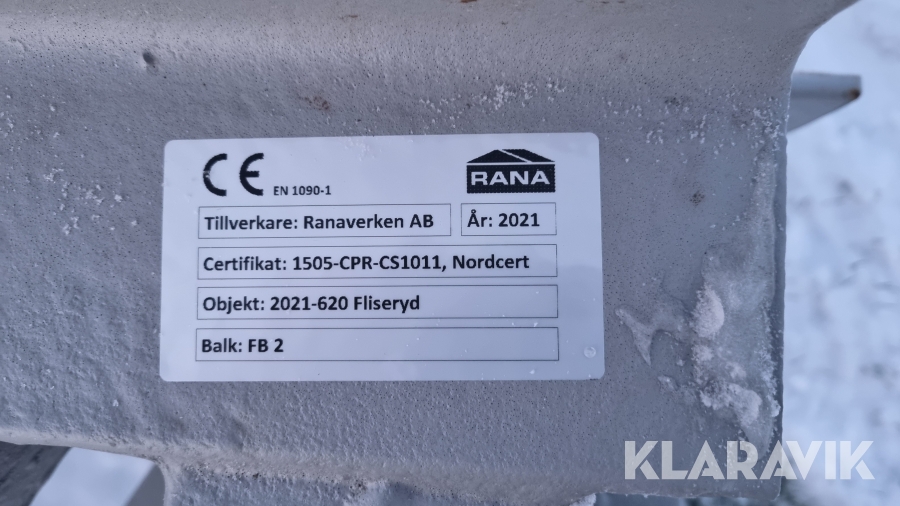 CE EN 1090-1
RANA
Tillverkare: Ranaverken AB
År: 2021
Certifikat: 1505-CPR-CS1011, Nordcert
Objekt: 2021-620 Fliseryd
Balk: FB 2
KLARAVIK